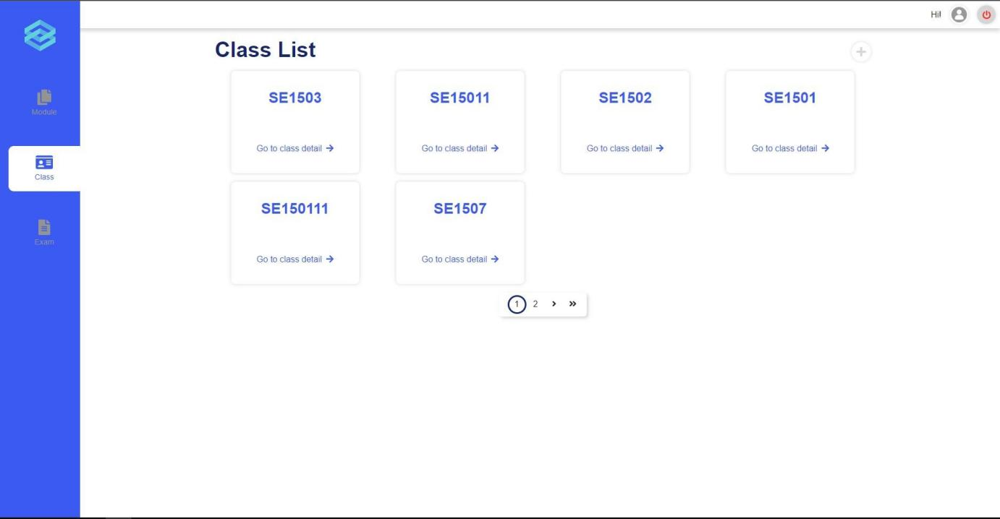 Hi!
Module
Class
Exam
Class List
SE1503
SE15011
SE1502
SE1501
Go to class detail
Go to class detail
Go to class detail
Go to class detail
SE150111
SE1507
Go to class detail
Go to class detail
1 2